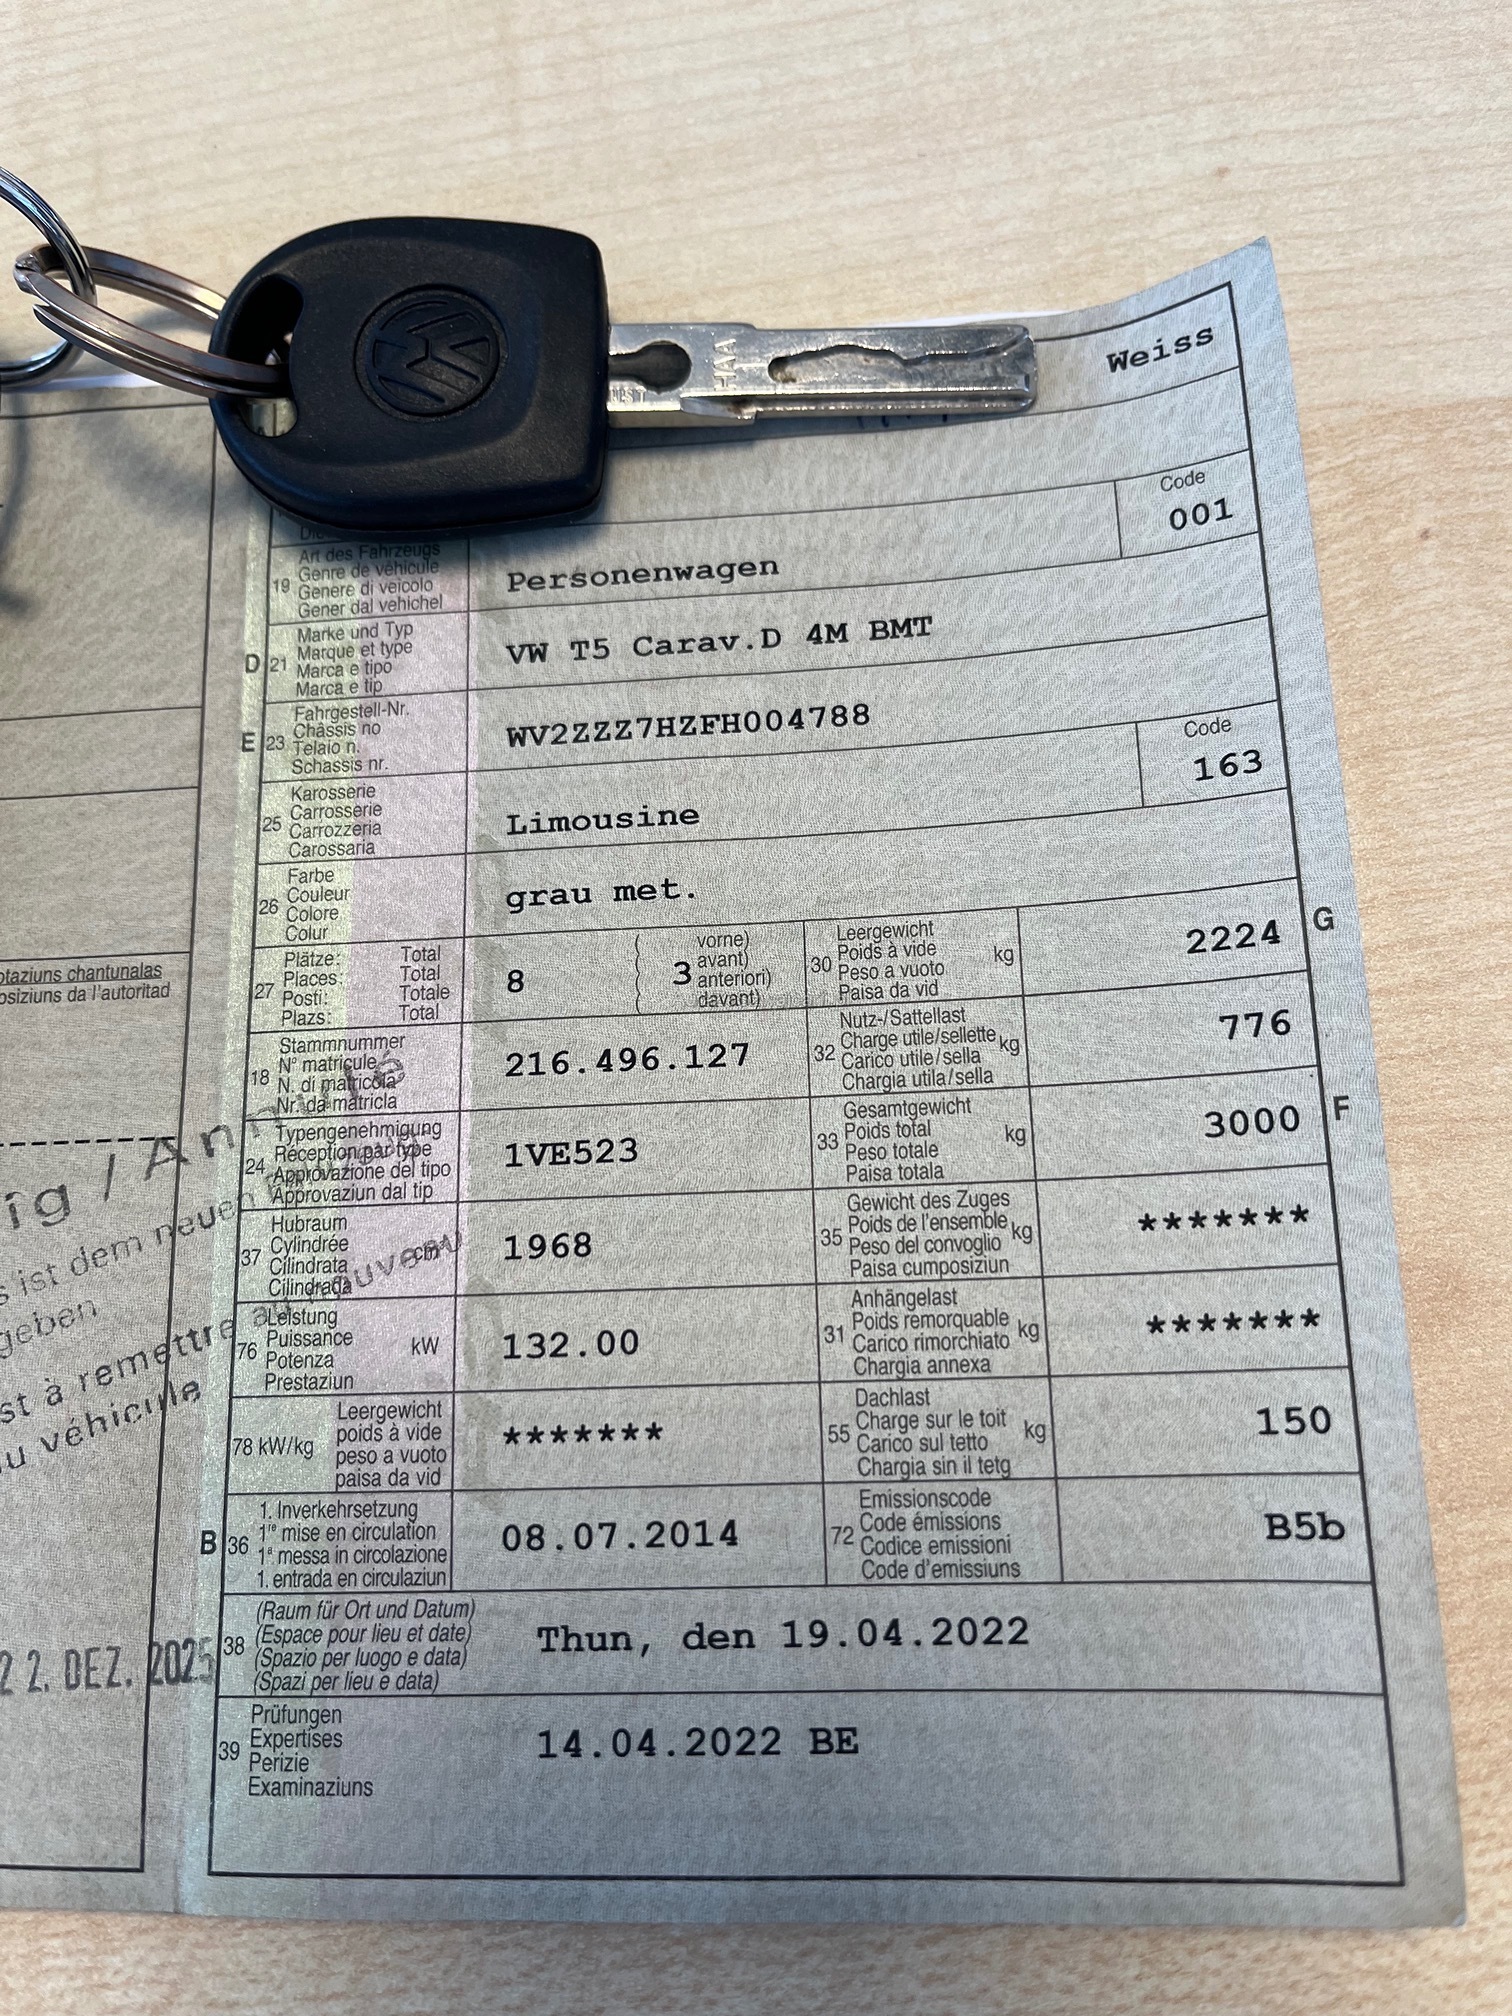 HAA
Weiss
Code
001
19 Art des Fahrzeugs
Genre de véhicule
Genere di veicolo
Gener dal vehichel
Personenwagen
D 21 Marke und Typ
Marque et type
Marca e tipo
Marca e tip
VW T5 Carav.D 4M BMT
E 23 Fahrgestell-Nr.
Châssis no
Telaio n.
Schassis nr.
WV2ZZZ7HZFH004788
Code
163
25 Karosserie
Carrosserie
Carrozzeria
Carossaria
Limousine
26 Farbe
Couleur
Colore
Colur
grau met.
27 Plätze: Total
Places: Total
Posti: Totale
Plazs: Total
8
( vorne)
( avant)
3 anteriori)
( davant)
30 Leergewicht
Poids à vide kg
Peso a vuoto
Paisa da vid
2224 G
18 Stammnummer
N° matricule
N. di matricola
Nr. da matricla
216.496.127
32 Nutz-/Sattellast
Charge utile/sellette kg
Carico utile/sella
Chargia utila/sella
776
24 Typengenehmigung
Réception par type
Approvazione del tipo
Approvaziun dal tip
1VE523
33 Gesamtgewicht
Poids total kg
Peso totale
Paisa totala
3000 F
37 Hubraum
Cylindrée cm³
Cilindrata
Cilindrada
1968
35 Gewicht des Zuges
Poids de l'ensemble kg
Peso del convoglio
Paisa cumposiziun
*******
76 Leistung
Puissance kW
Potenza
Prestaziun
132.00
31 Anhängelast
Poids remorquable kg
Carico rimorchiato
Chargia annexa
*******
78 kW/kg Leergewicht
poids à vide
peso a vuoto
paisa da vid
*******
55 Dachlast
Charge sur le toit kg
Carico sul tetto
Chargia sin il tetg
150
B 36 1. Inverkehrsetzung
1re mise en circulation
1a messa in circolazione
1. entrada en circulaziun
08.07.2014
72 Emissionscode
Code émissions
Codice emissioni
Code d'emissiuns
B5b
38 (Raum für Ort und Datum)
(Espace pour lieu et date)
(Spazio per luogo e data)
(Spazi per lieu e data)
Thun, den 19.04.2022
39 Prüfungen
Expertises
Perizie
Examinaziuns
14.04.2022 BE
otaziuns chantunalas
osiziuns da l'autoritad
ig / Annulé
s ist dem neuen
geben
st à remettre au nouveau
u véhicule
22. DEZ. 2025